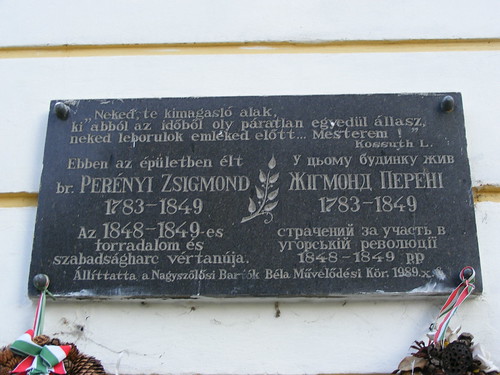 „Neked, te kimagasló alak,
ki abból az időből oly páratlan egyedül állasz,
neked leborulok emléked előtt... Mesterem !"
Kossuth L.
Ebben az épületben élt
br. PERÉNYI ZSIGMOND
1783-1849
Az 1848-1849-es
forradalom és
szabadságharc vértanúja.
У цьому будинку жив
ЖІГМОНД ПЕРЕНІ
1783-1849
страчений за участь в
угорській революції
1848-1849 рр
Állíttatta a Nagyszőlősi Bartók Béla Művelődési Kör. 1989.x.